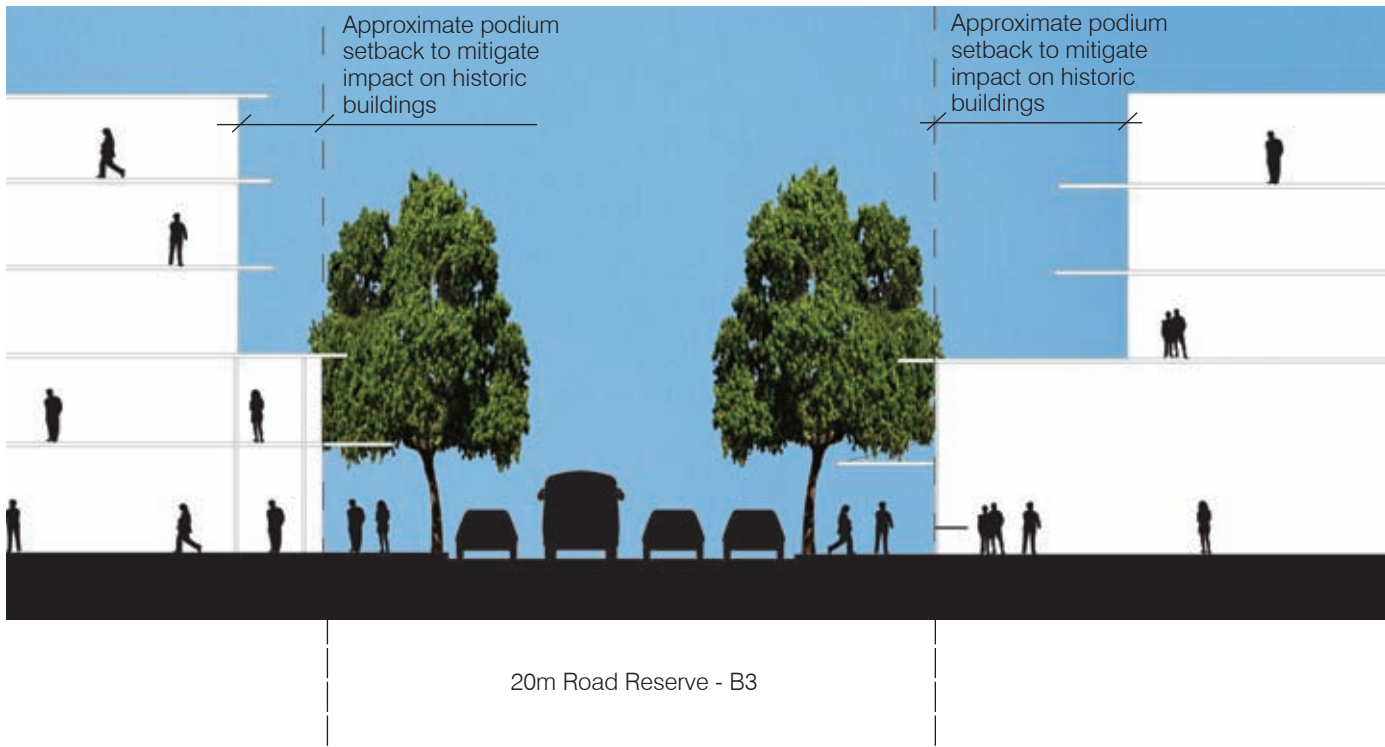 Approximate podium
setback to mitigate
impact on historic
buildings
Approximate podium
setback to mitigate
impact on historic
buildings
20m Road Reserve - B3